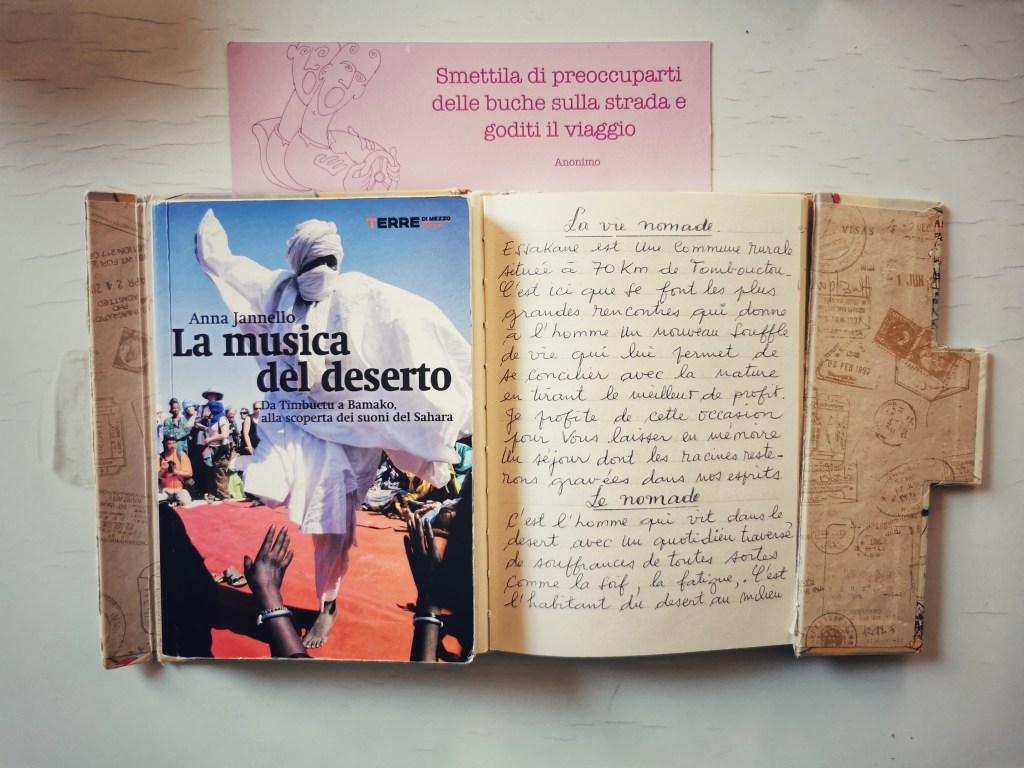 Smettila di preoccuparti
delle buche sulla strada e
goditi il viaggio
Anonimo
TERRE DI MEZZO
Anna Jannello
La musica
del deserto
Da Timbuctu a Bamako,
alla scoperta dei suoni del Sahara
La vie nomade.
Essakane est une commune rurale
située à 70 Km de Tombouctou.
C'est ici que se font les plus
grandes rencontres qui donne
à l'homme un nouveau souffle
de vie qui lui permet de
se concilier avec la nature
en tirant le meilleur de profit.
Je profite de cette occasion
pour vous laisser en mémoire
un séjour dont les racines reste-
rons gravées dans nos esprits
Le nomade
C'est l'homme qui vit dans le
desert avec un quotidien traversé
de souffrances de toutes sortes
comme la soif, la fatigue,. C'est
l'habitant du desert au milieu
VISAS
1 JUN
08 FEB 1992